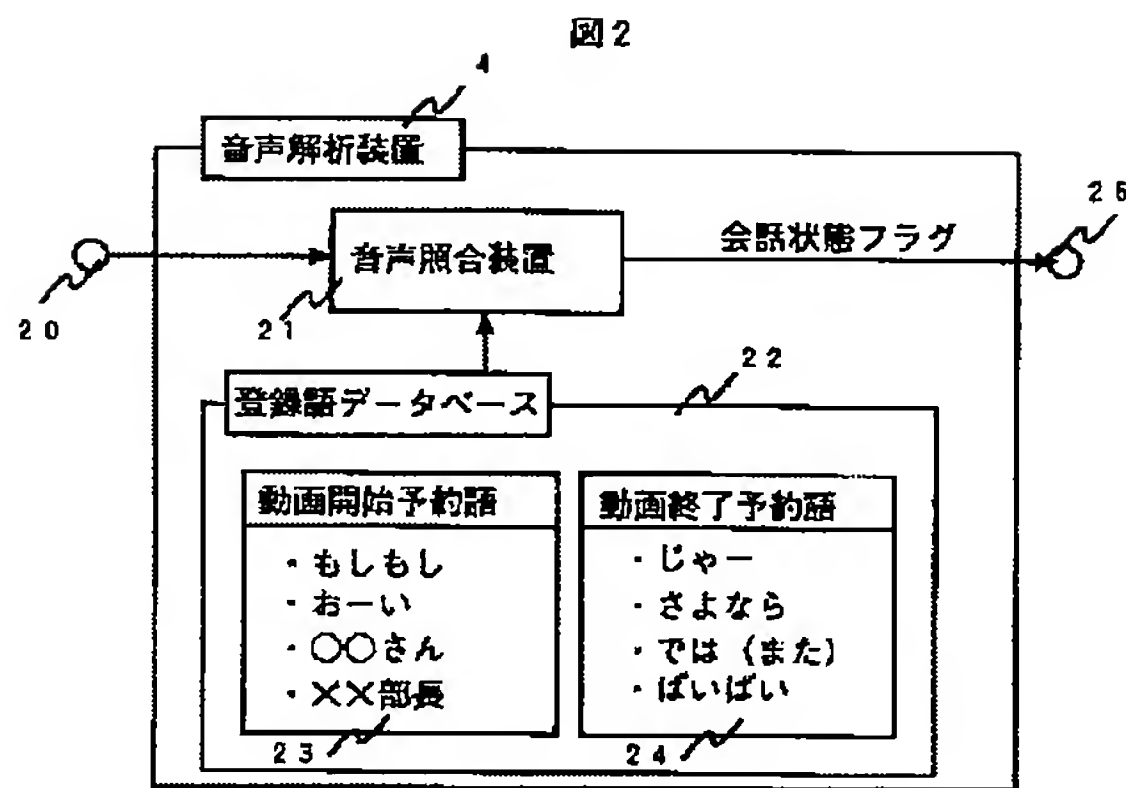 図2
4
音声解析装置
25
会話状態フラグ
音声照合装置
20
21
22
登録語データベース
動画開始予約語
・もしもし
・おーい
・○○さん
・××部長
動画終了予約語
・じゃー
・さよなら
・では（また）
・ばいばい
23
24